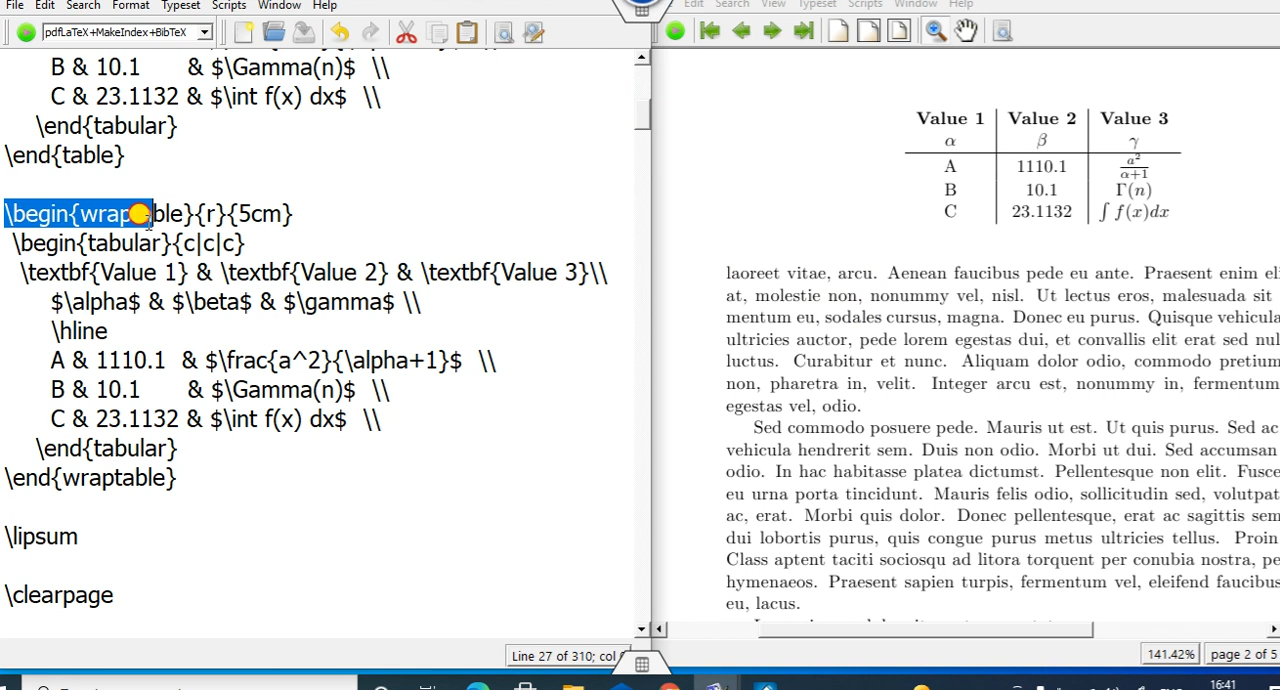 File Edit Search Format Typeset Scripts Window Help
Edit Search View Typeset Scripts Window Help
pdfLaTeX+MakeIndex+BibTeX
B & 10.1 & $\Gamma(n)$ \\
C & 23.1132 & $\int f(x) dx$ \\
\end{tabular}
\end{table}
\begin{wraptable}{r}{5cm}
\begin{tabular}{c|c|c}
\textbf{Value 1} & \textbf{Value 2} & \textbf{Value 3}\\
$\alpha$ & $\beta$ & $\gamma$ \\
\hline
A & 1110.1 & $\frac{a^2}{\alpha+1}$ \\
B & 10.1 & $\Gamma(n)$ \\
C & 23.1132 & $\int f(x) dx$ \\
\end{tabular}
\end{wraptable}
\lipsum
\clearpage
Line 27 of 310; col
Value 1 Value 2 Value 3
α β γ
A 1110.1 a²/α+1
B 10.1 Γ(n)
C 23.1132 ∫ f(x)dx
laoreet vitae, arcu. Aenean faucibus pede eu ante. Praesent enim eli
at, molestie non, nonummy vel, nisl. Ut lectus eros, malesuada sit
mentum eu, sodales cursus, magna. Donec eu purus. Quisque vehicula
ultricies auctor, pede lorem egestas dui, et convallis elit erat sed nul
luctus. Curabitur et nunc. Aliquam dolor odio, commodo pretium
non, pharetra in, velit. Integer arcu est, nonummy in, fermentum
egestas vel, odio.
Sed commodo posuere pede. Mauris ut est. Ut quis purus. Sed ac
vehicula hendrerit sem. Duis non odio. Morbi ut dui. Sed accumsan
odio. In hac habitasse platea dictumst. Pellentesque non elit. Fusce
eu urna porta tincidunt. Mauris felis odio, sollicitudin sed, volutpat
ac, erat. Morbi quis dolor. Donec pellentesque, erat ac sagittis sem
dui lobortis purus, quis congue purus metus ultricies tellus. Proin
Class aptent taciti sociosqu ad litora torquent per conubia nostra, pe
hymenaeos. Praesent sapien turpis, fermentum vel, eleifend faucibus
eu, lacus.
141.42% page 2 of 5
16:41